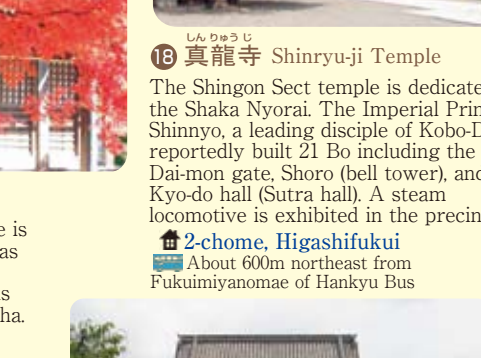 しんりゅうじ
18 真龍寺 Shinryu-ji Temple
The Shingon Sect temple is dedicate
the Shaka Nyorai. The Imperial Prin
Shinnyo, a leading disciple of Kobo-D
reportedly built 21 Bo including the
Dai-mon gate, Shoro (bell tower), and
Kyo-do hall (Sutra hall). A steam
locomotive is exhibited in the precin
2-chome, Higashifukui
About 600m northeast from
Fukuimiyanomae of Hankyu Bus
e is
as
s
ha.